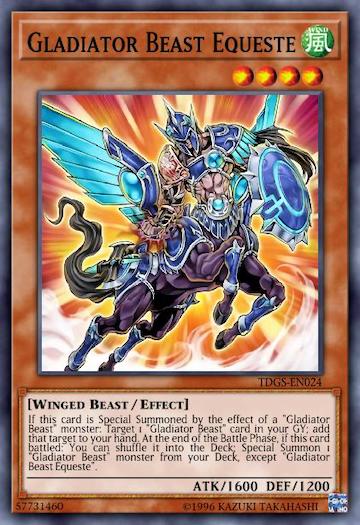 GLADIATOR BEAST EQUESTE
WIND
風
TDGS-EN024
[WINGED BEAST / EFFECT]
If this card is Special Summoned by the effect of a "Gladiator
Beast" monster: Target 1 "Gladiator Beast" card in your GY; add
that target to your hand. At the end of the Battle Phase, if this card
battled: You can shuffle it into the Deck; Special Summon 1
"Gladiator Beast" monster from your Deck, except "Gladiator
Beast Equeste".
ATK/1600 DEF/1200
57731460
©1996 KAZUKI TAKAHASHI